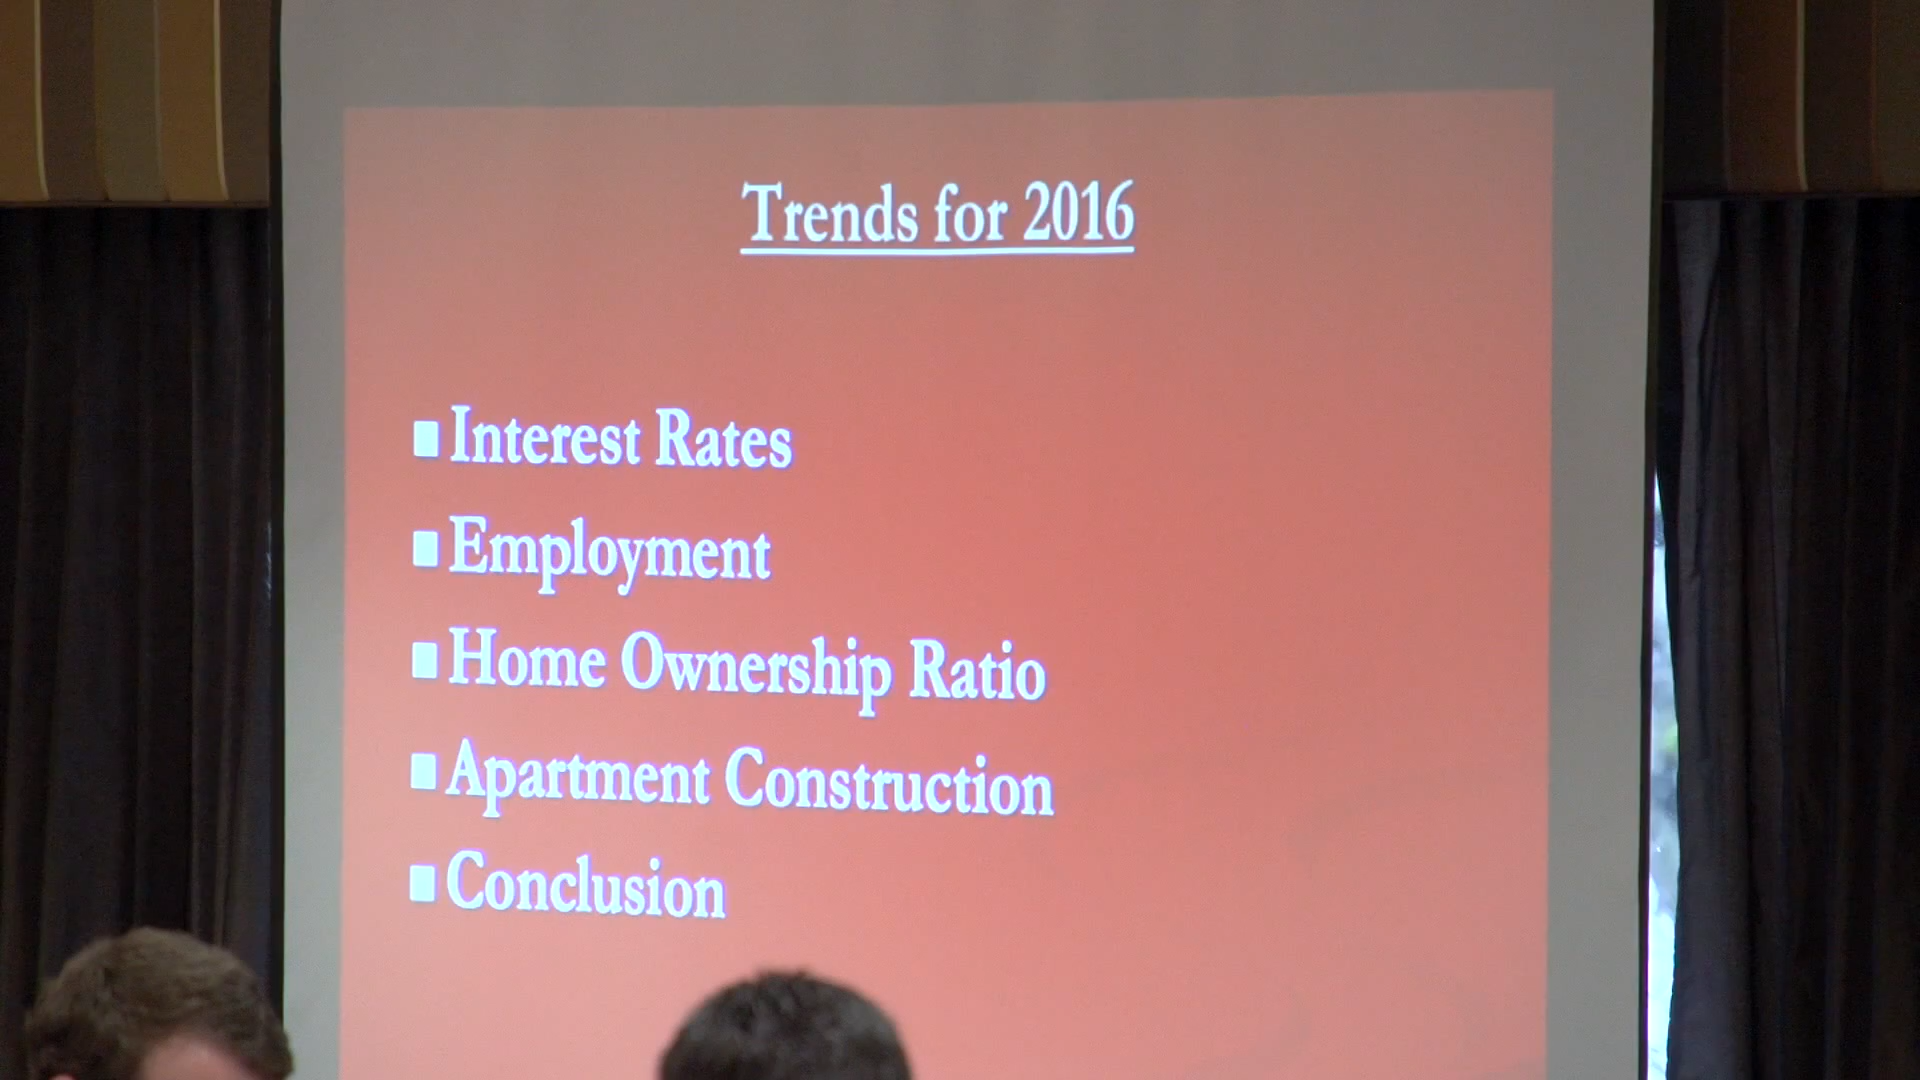 Trends for 2016
Interest Rates
Employment
Home Ownership Ratio
Apartment Construction
Conclusion